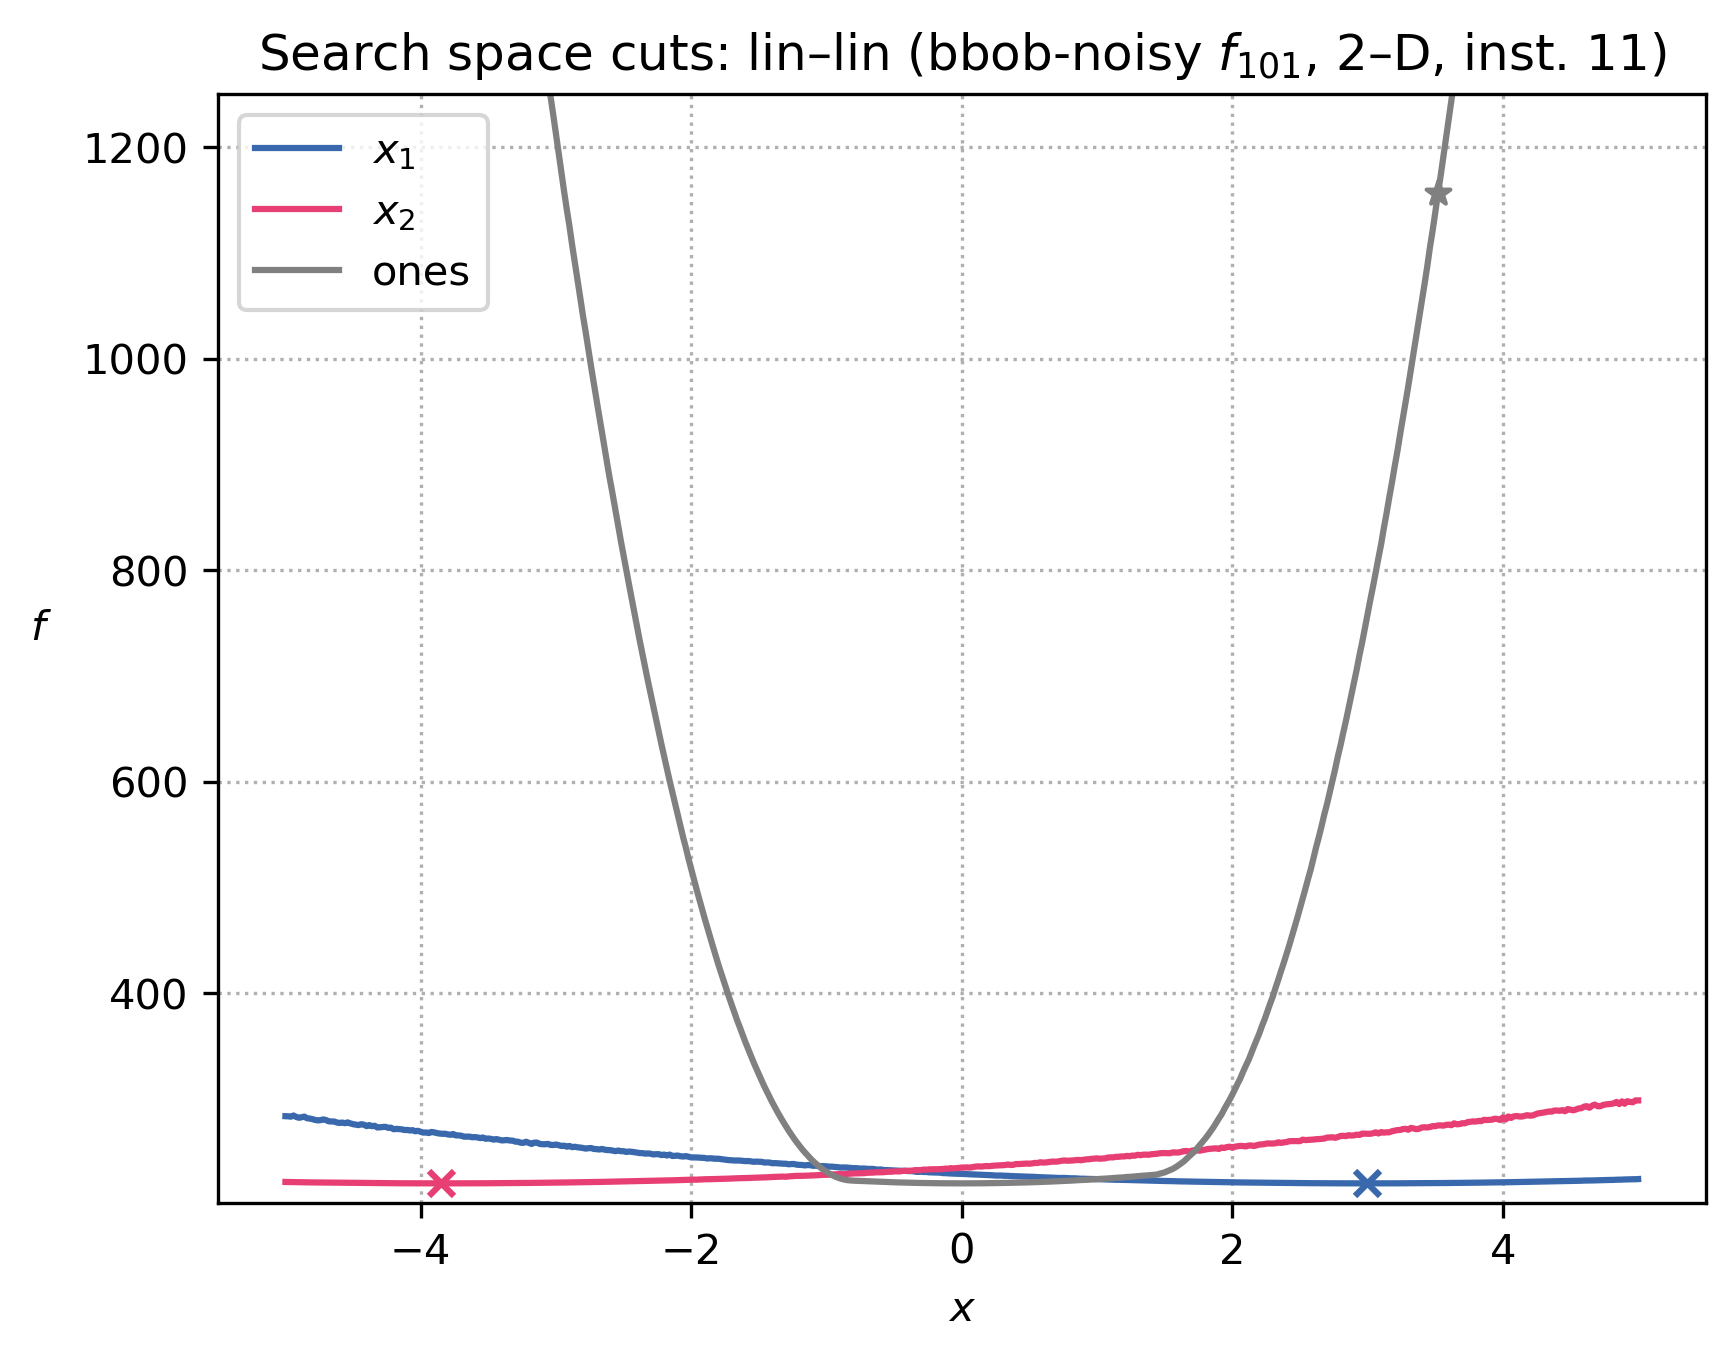 Search space cuts: lin–lin (bbob-noisy f₁₀₁, 2–D, inst. 11)
x₁
x₂
ones
1200
1000
800
600
400
f
−4 −2 0 2 4
x